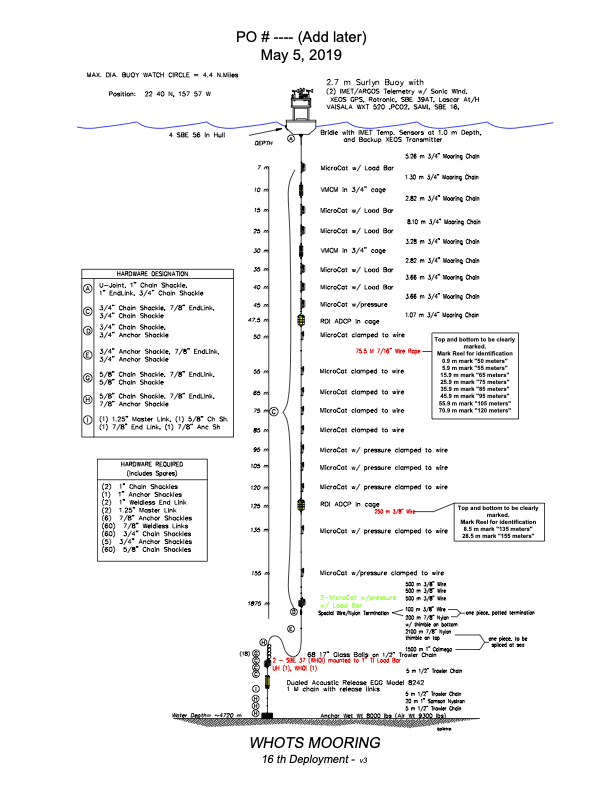 PO # ---- (Add later)
May 5, 2019
MAX. DIA. BUOY WATCH CIRCLE = 4.4 N.Miles
Position: 22 40 N, 157 57 W
2.7 m Surlyn Buoy with
(2) IMET/ARGOS Telemetry w/ Sonic Wind,
XEOS GPS, Rotronic, SBE 39AT, Lascar At/H
VAISALA WXT 520 ,PCO2, SAMI, SBE 16,
4 SBE 56 In Hull
A
Bridle with IMET Temp. Sensors at 1.0 m Depth,
and Backup XEOS Transmitter
DEPTH
5.26 m 3/4" Mooring Chain
7 m
MicroCat w/ Load Bar
1.30 m 3/4" Mooring Chain
10 m
VMCM in 3/4" cage
2.82 m 3/4" Mooring Chain
15 m
MicroCat w/ Load Bar
8.10 m 3/4" Mooring Chain
25 m
MicroCat w/ Load Bar
3.28 m 3/4" Mooring Chain
30 m
VMCM in 3/4" cage
2.82 m 3/4" Mooring Chain
35 m
MicroCat w/ Load Bar
3.66 m 3/4" Mooring Chain
40 m
MicroCat w/ Load Bar
3.66 m 3/4" Mooring Chain
45 m
MicroCat w/pressure
1.07 m 3/4" Mooring Chain
47.5 m
RDI ADCP in cage
50 m
MicroCat clamped to wire
75.5 M 7/16" Wire Rope
Top and bottom to be clearly
marked.
Mark Reel for identification
0.9 m mark "50 meters"
5.9 m mark "55 meters"
15.9 m mark "65 meters"
25.9 m mark "75 meters"
35.9 m mark "85 meters"
45.9 m mark "95 meters"
55.9 m mark "105 meters"
70.9 m mark "120 meters"
55 m
MicroCat clamped to wire
65 m
MicroCat clamped to wire
75 m
C
MicroCat clamped to wire
85 m
MicroCat clamped to wire
95 m
MicroCat w/ pressure clamped to wire
105 m
MicroCat w/ pressure clamped to wire
120 m
MicroCat w/ pressure clamped to wire
125 m
RDI ADCP in cage
250 m 3/8" Wire
Top and bottom to be clearly
marked.
Mark Reel for identification
8.5 m mark "135 meters"
28.5 m mark "155 meters"
135 m
MicroCat w/ pressure clamped to wire
155 m
MicroCat w/pressure clamped to wire
500 m 3/8" Wire
500 m 3/8" Wire
500 m 3/8" Wire
1875 m
2-MicroCat w/pressure
w/ Load Bar
D
Special Wire/Nylon Termination
100 m 3/8" Wire
200 m 7/8" Nylon
one piece, potted termination
w/ thimble on bottom
E
2100 m 7/8" Nylon
thimble on top
one piece, to be
spliced at sea
1500 m 1" Colmega
H
(18)
68 17" Glass Balls on 1/2" Trawler Chain
2 - SBE 37 (WHOI) mounted to 1" TI Load Bar
UH (1), WHOI (1)
5 m 1/2" Trawler Chain
Dualed Acoustic Release EGG Model 8242
1 M chain with release links
I
5 m 1/2" Trawler Chain
20 m 1" Samson Nystron
5 m 1/2" Trawler Chain
H
H
H
Water Depth= ~4720 m
Anchor Wet Wt 8000 lbs (Air Wt 9300 lbs)
HARDWARE DESIGNATION
A
U-Joint, 1" Chain Shackle,
1" EndLink, 3/4" Chain Shackle
C
3/4" Chain Shackle, 7/8" EndLink,
3/4" Chain Shackle
D
3/4" Chain Shackle,
3/4" Anchor Shackle
E
3/4" Anchor Shackle, 7/8" EndLink,
3/4" Anchor Shackle
G
5/8" Chain Shackle, 7/8" EndLink,
5/8" Chain Shackle
H
5/8" Chain Shackle, 7/8" EndLink,
7/8" Anchor Shackle
I
(1) 1.25" Master Link, (1) 5/8" Ch Sh.
(1) 7/8" End Link, (1) 7/8" Anc Sh
HARDWARE REQUIRED
(Includes Spares)
(2) 1" Chain Shackles
(1) 1" Anchor Shackles
(2) 1" Weldless End Link
(2) 1.25" Master Link
(6) 7/8" Anchor Shackles
(60) 7/8" Weldless Links
(60) 3/4" Chain Shackles
(5) 3/4" Anchor Shackles
(60) 5/8" Chain Shackles
WHOTS MOORING
16 th Deployment - v3